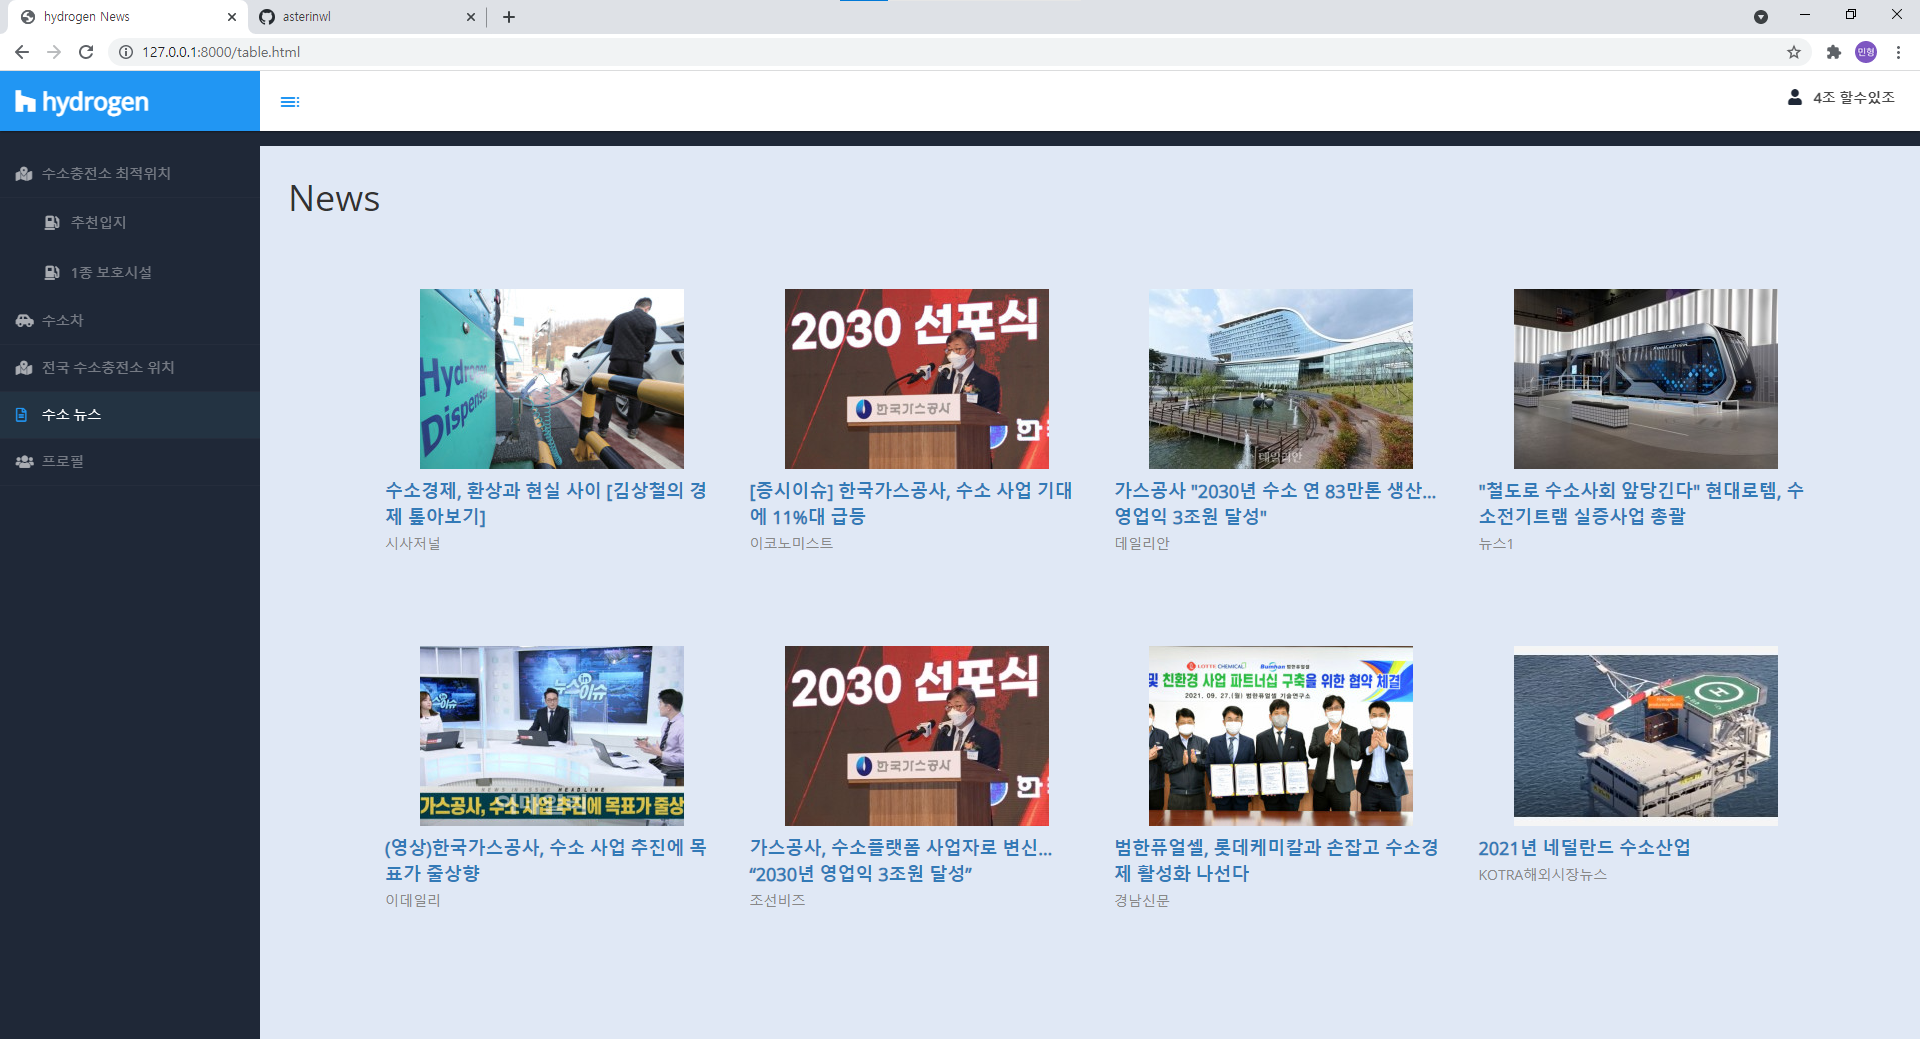 hydrogen News
asterinwl
127.0.0.1:8000/table.html
민형
hydrogen
4조 할수있조
수소충전소 최적위치
추천입지
1종 보호시설
수소차
전국 수소충전소 위치
수소 뉴스
프로필
News
Hydrogen
Dispenser
2030 선포식
한국가스공사
한
데일리안
수소경제, 환상과 현실 사이 [김상철의 경
제 톺아보기]
시사저널
[증시이슈] 한국가스공사, 수소 사업 기대
에 11%대 급등
이코노미스트
가스공사 "2030년 수소 연 83만톤 생산...
영업익 3조원 달성"
데일리안
"철도로 수소사회 앞당긴다" 현대로템, 수
소전기트램 실증사업 총괄
뉴스1
뉴스in이슈
NEWS IN ISSUE HEADLINE
가스공사, 수소 사업 추진에 목표가 줄상
2030 선포식
한국가스공사
한
LOTTE CHEMICAL Bumhan 범한퓨얼셀
및 친환경 사업 파트너십 구축을 위한 협약 체결
2021. 09. 27.(월) 범한퓨얼셀 기술연구소
H
(영상)한국가스공사, 수소 사업 추진에 목
표가 줄상향
이데일리
가스공사, 수소플랫폼 사업자로 변신...
“2030년 영업익 3조원 달성”
조선비즈
범한퓨얼셀, 롯데케미칼과 손잡고 수소경
제 활성화 나선다
경남신문
2021년 네덜란드 수소산업
KOTRA해외시장뉴스